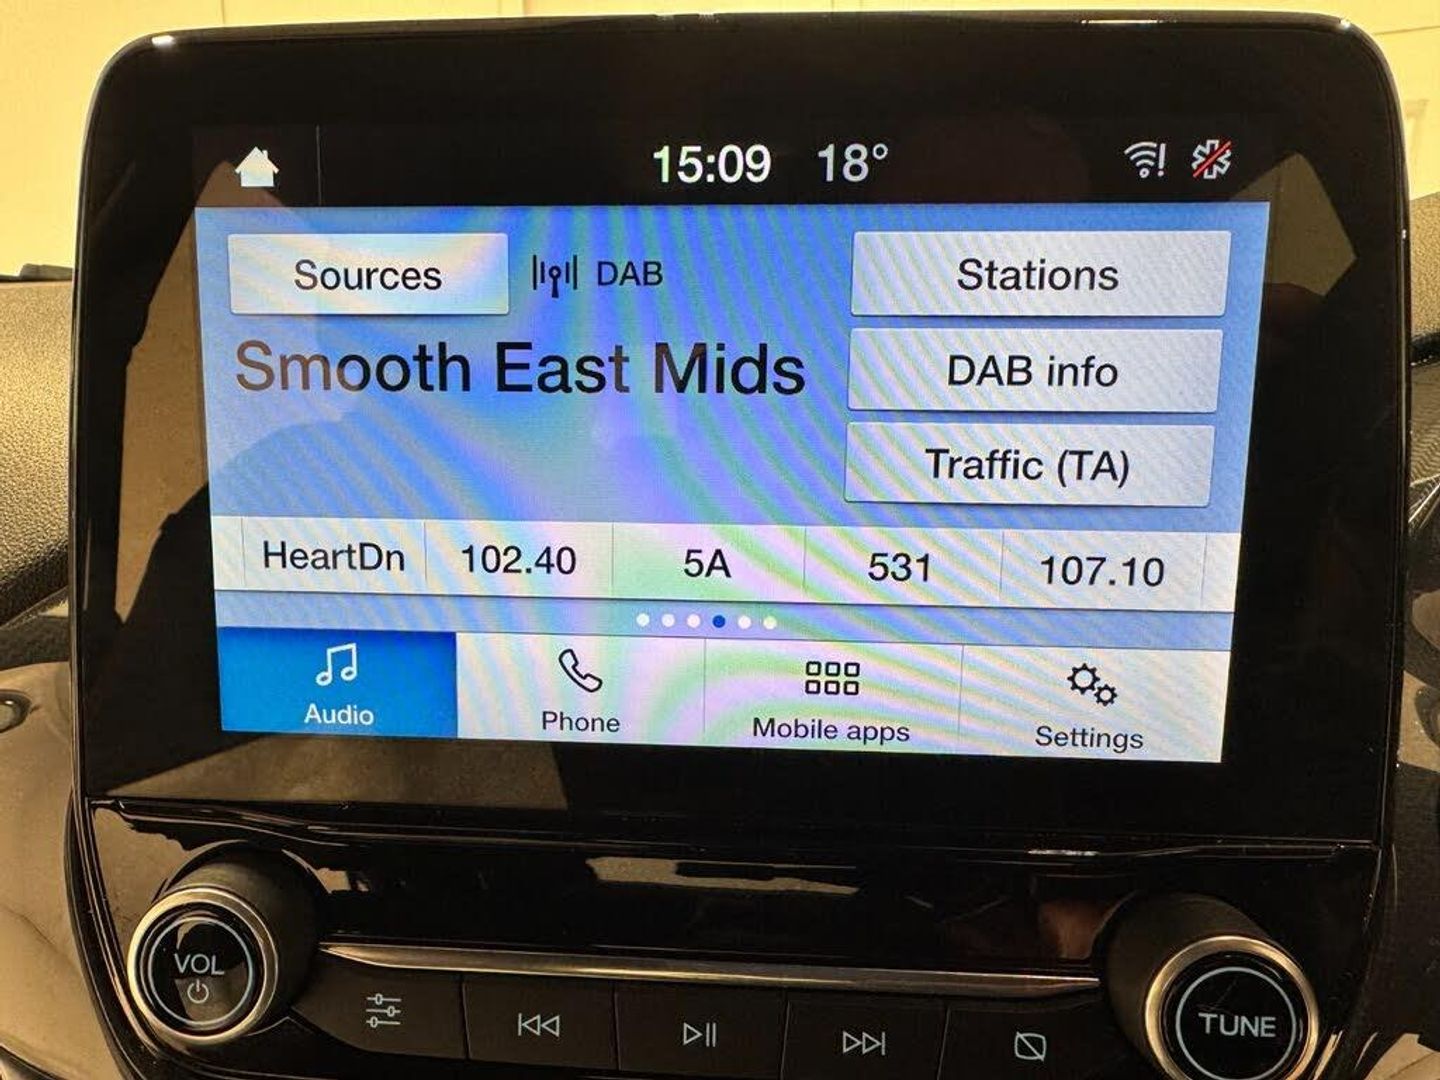 15:09 18°
Sources DAB Stations
Smooth East Mids DAB info
Traffic (TA)
HeartDn 102.40 5A 531 107.10
Audio Phone Mobile apps Settings
VOL
TUNE